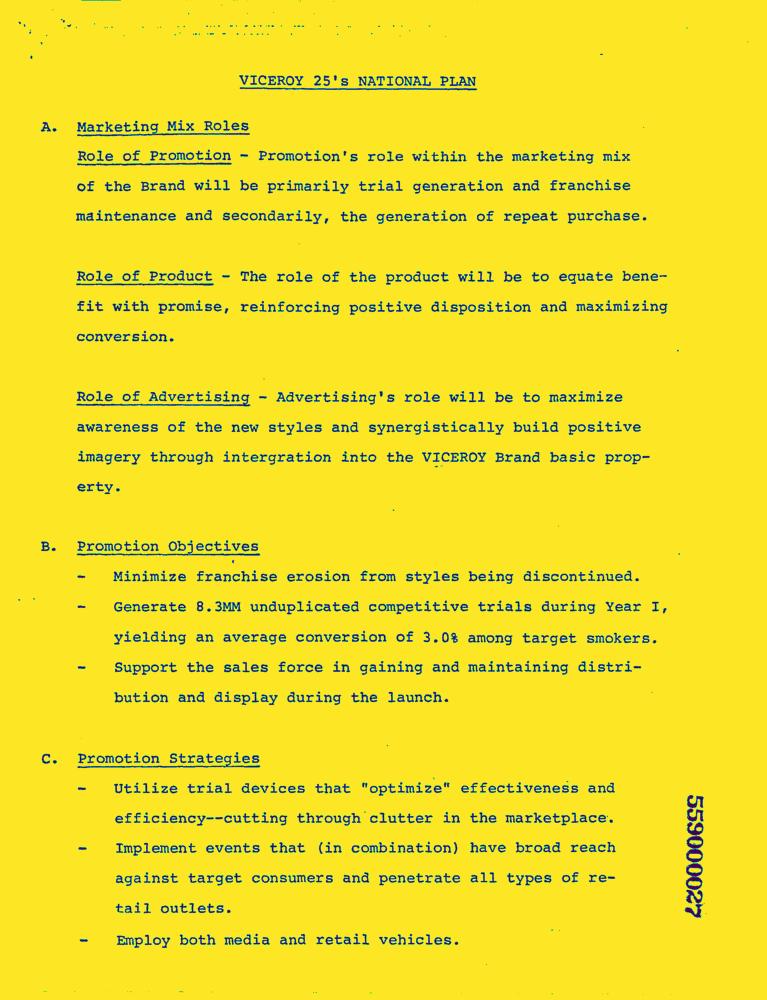 VICEROY 25's NATIONAL PLAN
A. Marketing Mix Roles
Role of Promotion - Promotion's role within the marketing mix
of the Brand will be primarily trial generation and franchise
maintenance and secondarily, the generation of repeat purchase.
Role of Product - The role of the product will be to equate bene-
fit with promise, reinforcing positive disposition and maximizing
conversion.
Role of Advertising - Advertising's role will be to maximize
awareness of the new styles and synergistically build positive
imagery through intergration into the VICEROY Brand basic prop-
erty.
B. Promotion Objectives
- Minimize franchise erosion from styles being discontinued.
- Generate 8.3MM unduplicated competitive trials during Year I,
yielding an average conversion of 3.0% among target smokers.
- Support the sales force in gaining and maintaining distri-
bution and display during the launch.
C. Promotion Strategies
- Utilize trial devices that "optimize" effectiveness and
efficiency--cutting through clutter in the marketplace.
- Implement events that (in combination) have broad reach
against target consumers and penetrate all types of re-
tail outlets.
- Employ both media and retail vehicles.
559000027